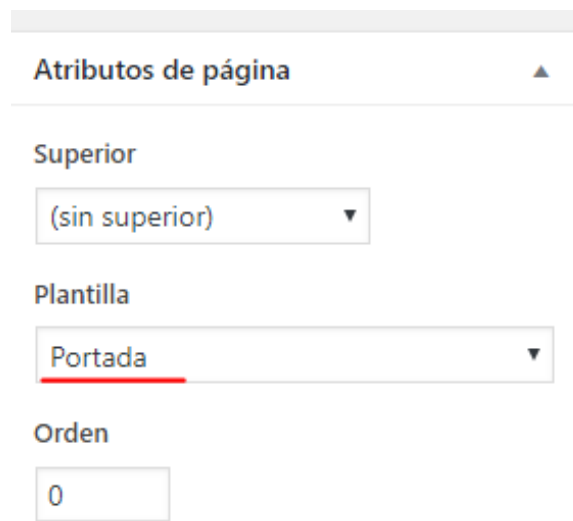 Atributos de página
Superior
(sin superior)
Plantilla
Portada
Orden
0